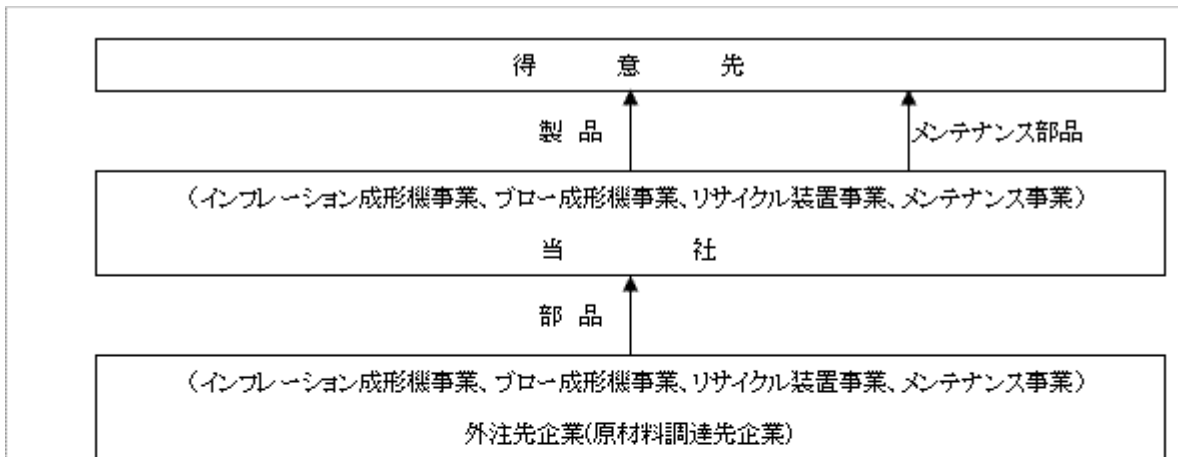 得意先
製品
メンテナンス部品
（インフレーション成形機事業、ブロー成形機事業、リサイクル装置事業、メンテナンス事業）
当社
部品
（インフレーション成形機事業、ブロー成形機事業、リサイクル装置事業、メンテナンス事業）
外注先企業(原材料調達先企業)